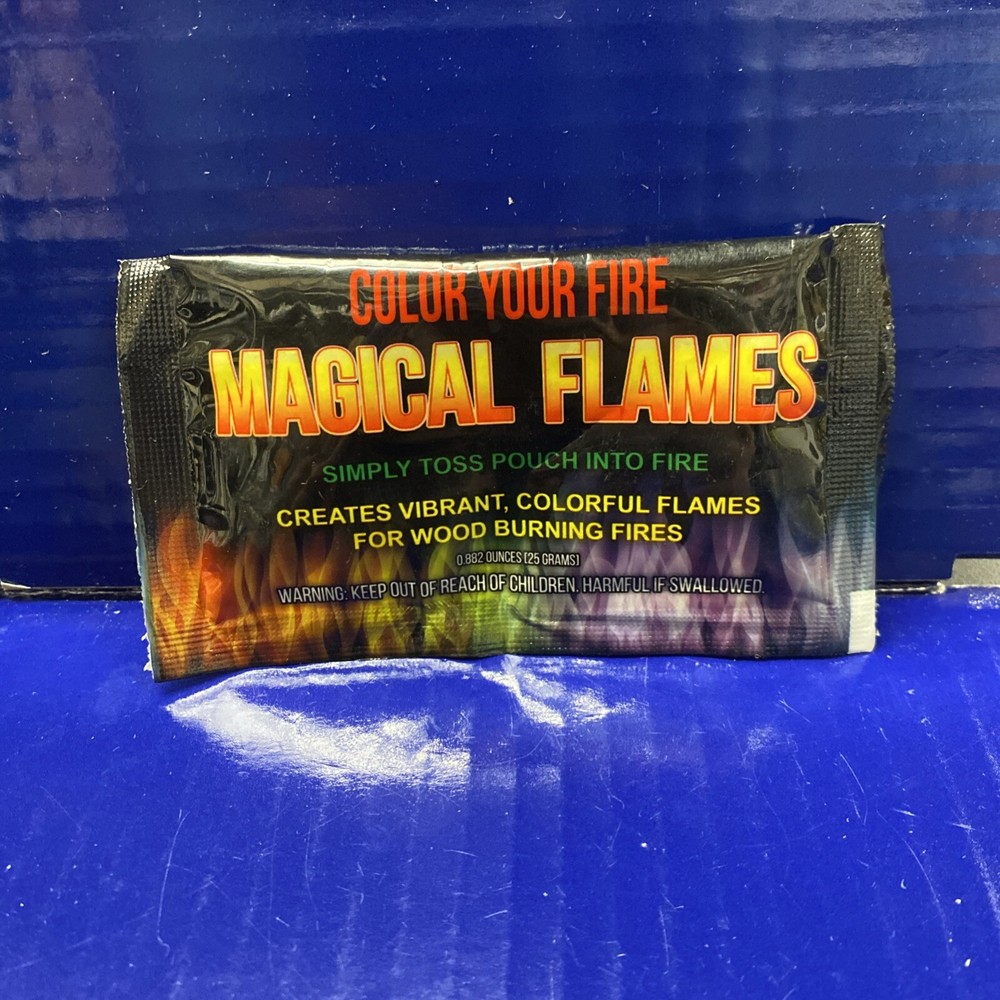 COLOR YOUR FIRE
MAGICAL FLAMES
SIMPLY TOSS POUCH INTO FIRE
CREATES VIBRANT, COLORFUL FLAMES
FOR WOOD BURNING FIRES
0.882 OUNCES (25 GRAMS)
WARNING: KEEP OUT OF REACH OF CHILDREN. HARMFUL IF SWALLOWED.